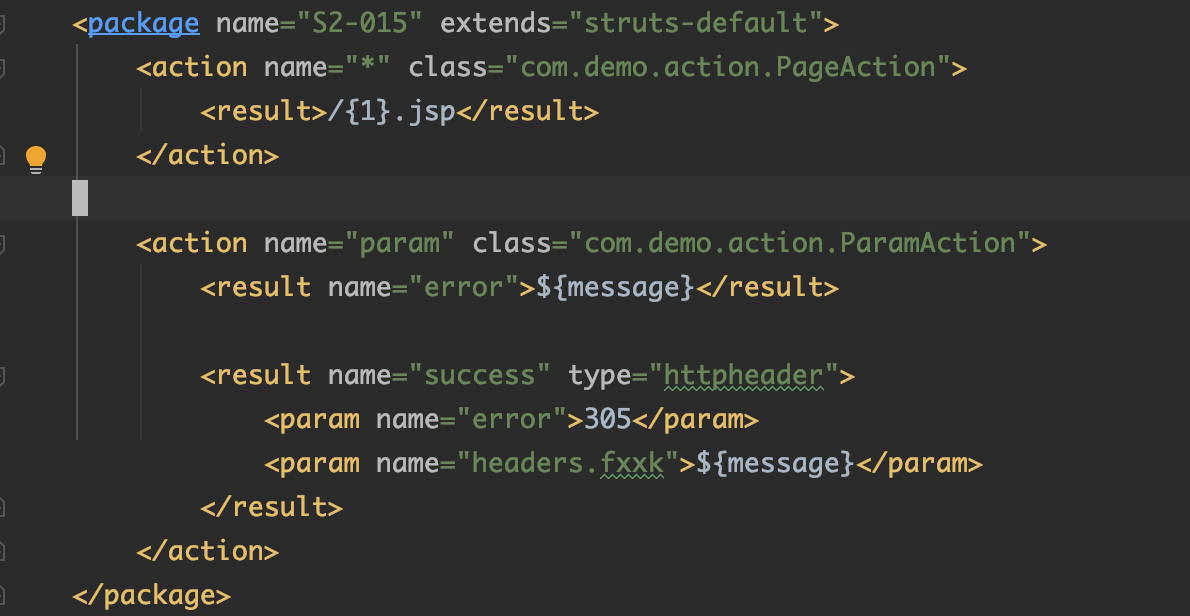 <package name="S2-015" extends="struts-default">
<action name="*" class="com.demo.action.PageAction">
<result>/{1}.jsp</result>
</action>
<action name="param" class="com.demo.action.ParamAction">
<result name="error">${message}</result>
<result name="success" type="httpheader">
<param name="error">305</param>
<param name="headers.fxxk">${message}</param>
</result>
</action>
</package>